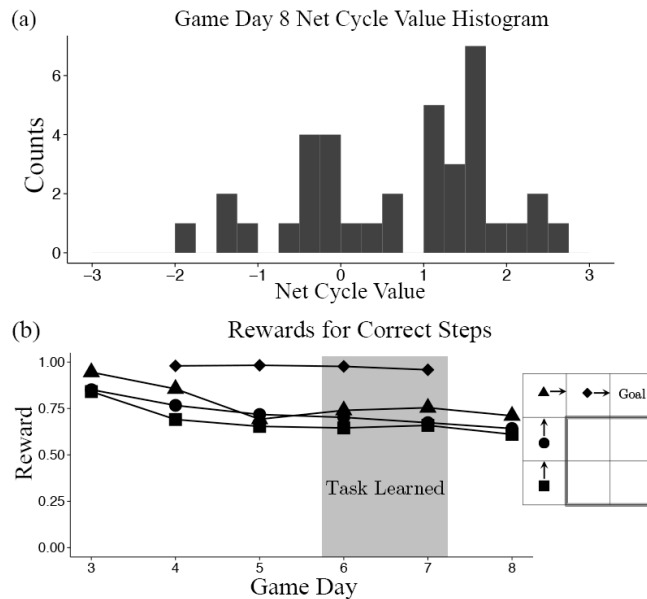 (a) Game Day 8 Net Cycle Value Histogram
Counts
6
4
2
0
−3 −2 −1 0 1 2 3
Net Cycle Value
(b) Rewards for Correct Steps
Reward
1.00
0.75
0.50
0.25
0.00
Task Learned
3 4 5 6 7 8
Game Day
Goal